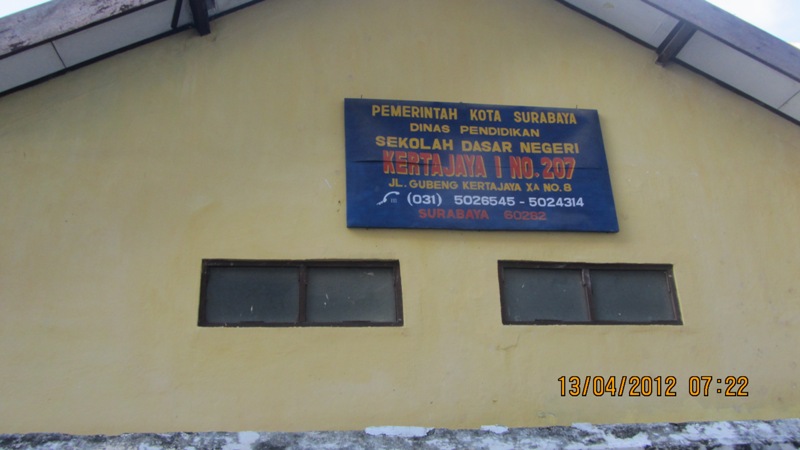 PEMERINTAH KOTA SURABAYA
DINAS PENDIDIKAN
SEKOLAH DASAR NEGERI
KERTAJAYA I NO. 207
JL. GUBENG KERTAJAYA XA NO. 8
(031) 5026545 - 5024314
SURABAYA 60282
13/04/2012 07:22